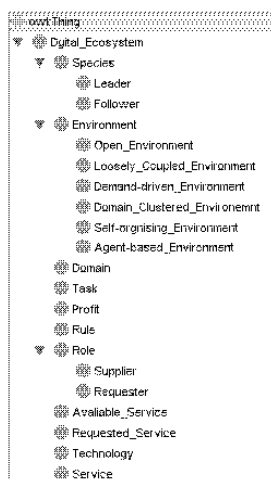 owl:Thing
Digital_Ecosystem
Species
Leader
Follower
Environment
Open_Environment
Loosely_Coupled_Environment
Demand-driven_Environment
Domain_Clustered_Environemnt
Self-orgnising_Environment
Agent-based_Environment
Domain
Task
Profit
Rule
Role
Supplier
Requester
Avaliable_Service
Requested_Service
Technology
Service